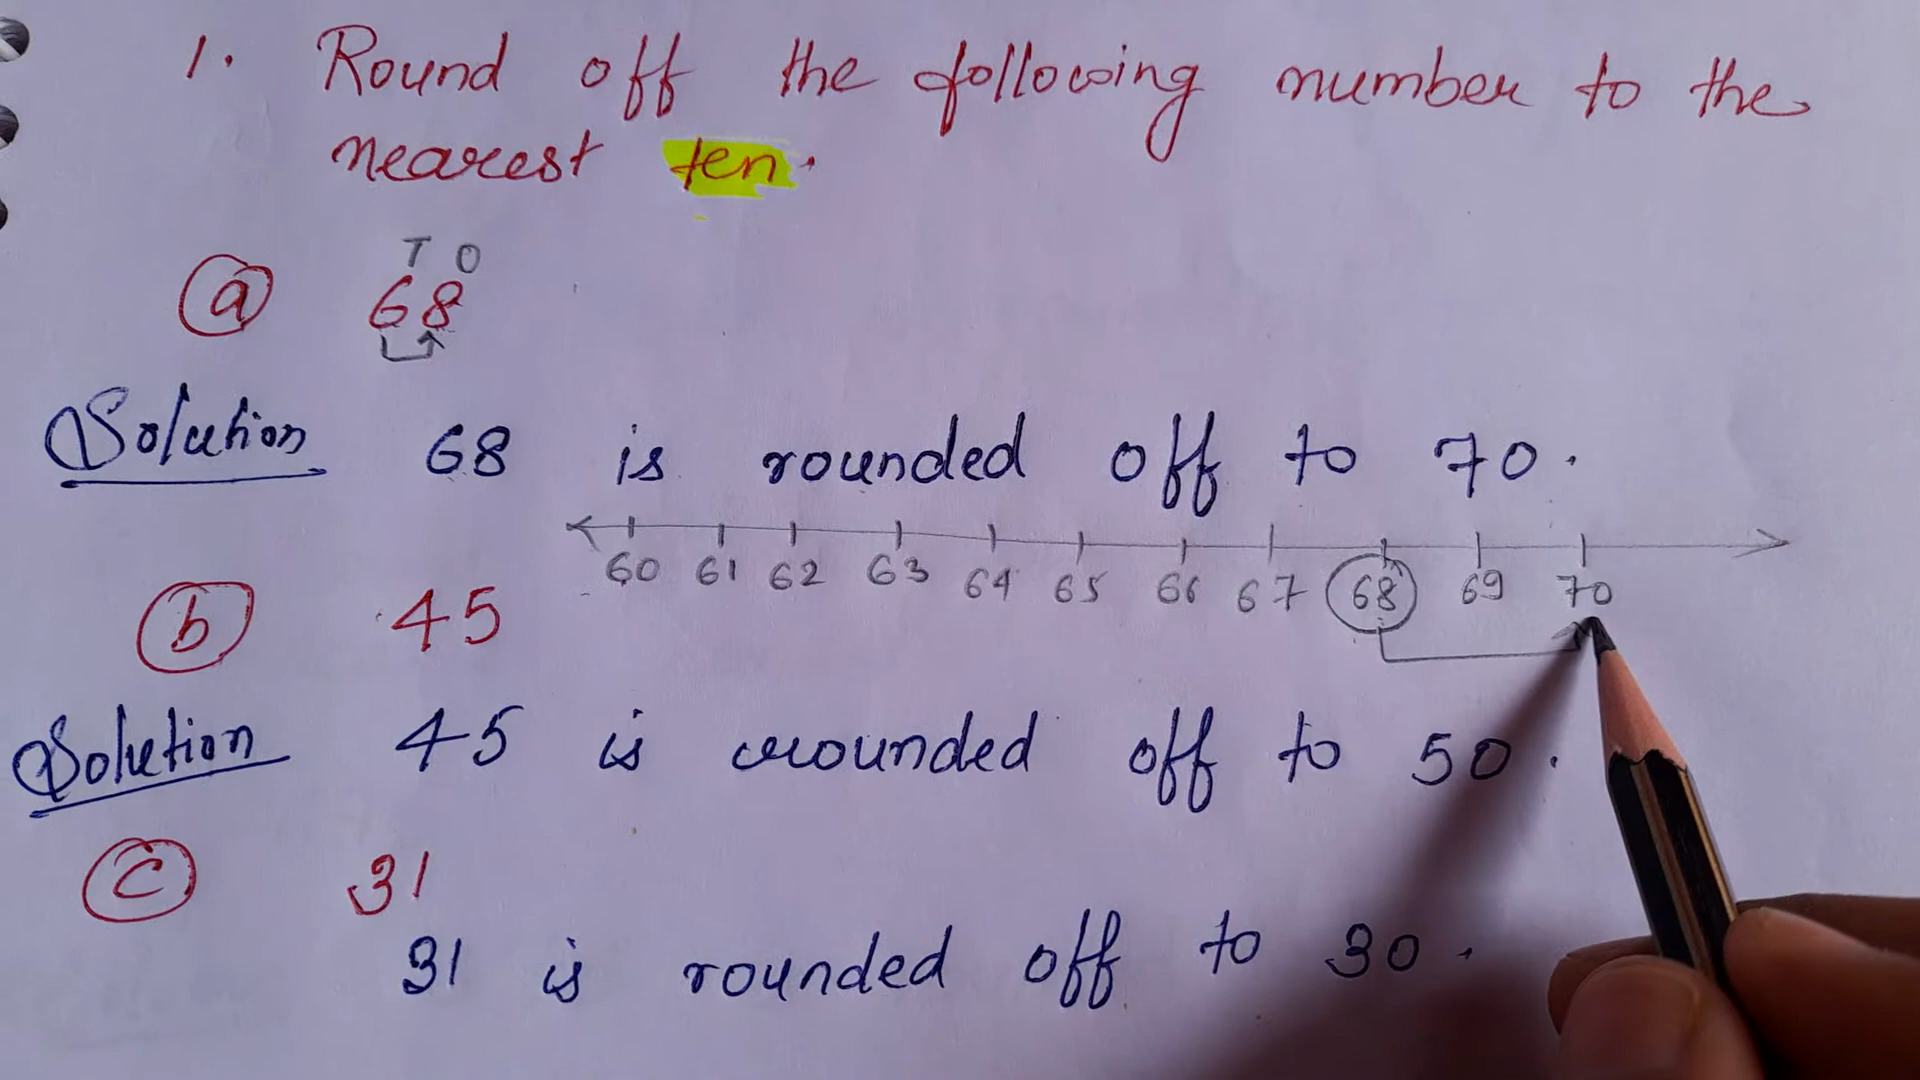 1. Round off the following number to the
nearest ten.
T O
a 68
Solution 68 is rounded off to 70.
60 61 62 63 64 65 66 67 68 69 70
b 45
Solution 45 is rounded off to 50.
c 31
31 is rounded off to 30.